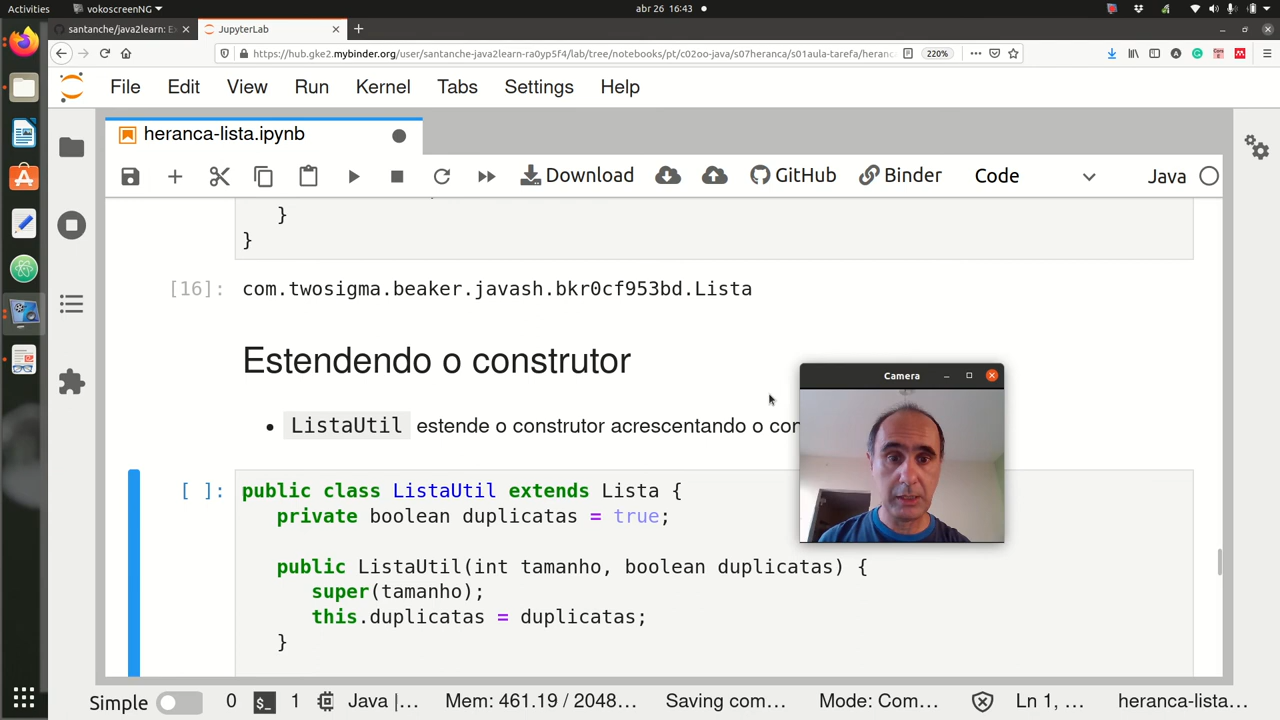 Activities vokoscreenNG abr 26 16:43
santanche/java2learn: Ex JupyterLab
https://hub.gke2.mybinder.org/user/santanche-java2learn-ra0yp5f4/lab/tree/notebooks/pt/c02oo-java/s07heranca/s01aula-tarefa/heranc 220%
File Edit View Run Kernel Tabs Settings Help
heranca-lista.ipynb
Download GitHub Binder Code Java
}
}
[16]: com.twosigma.beaker.javash.bkr0cf953bd.Lista
Estendendo o construtor
Camera
ListaUtil estende o construtor acrescentando o con
[ ]: public class ListaUtil extends Lista {
private boolean duplicatas = true;
public ListaUtil(int tamanho, boolean duplicatas) {
super(tamanho);
this.duplicatas = duplicatas;
}
Simple 0 $_ 1 Java |... Mem: 461.19 / 2048... Saving com... Mode: Com... Ln 1, ... heranca-lista...